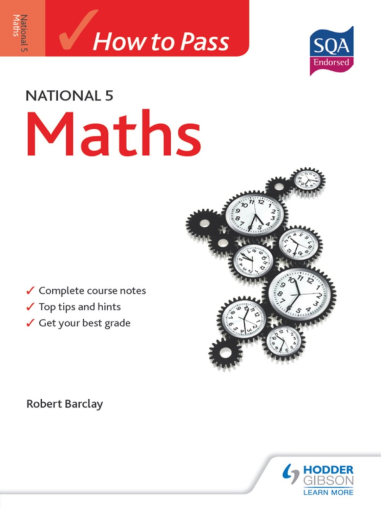 National 5
Maths
How to Pass
SQA
Endorsed
NATIONAL 5
Maths
✓ Complete course notes
✓ Top tips and hints
✓ Get your best grade
Robert Barclay
HODDER
GIBSON
LEARN MORE